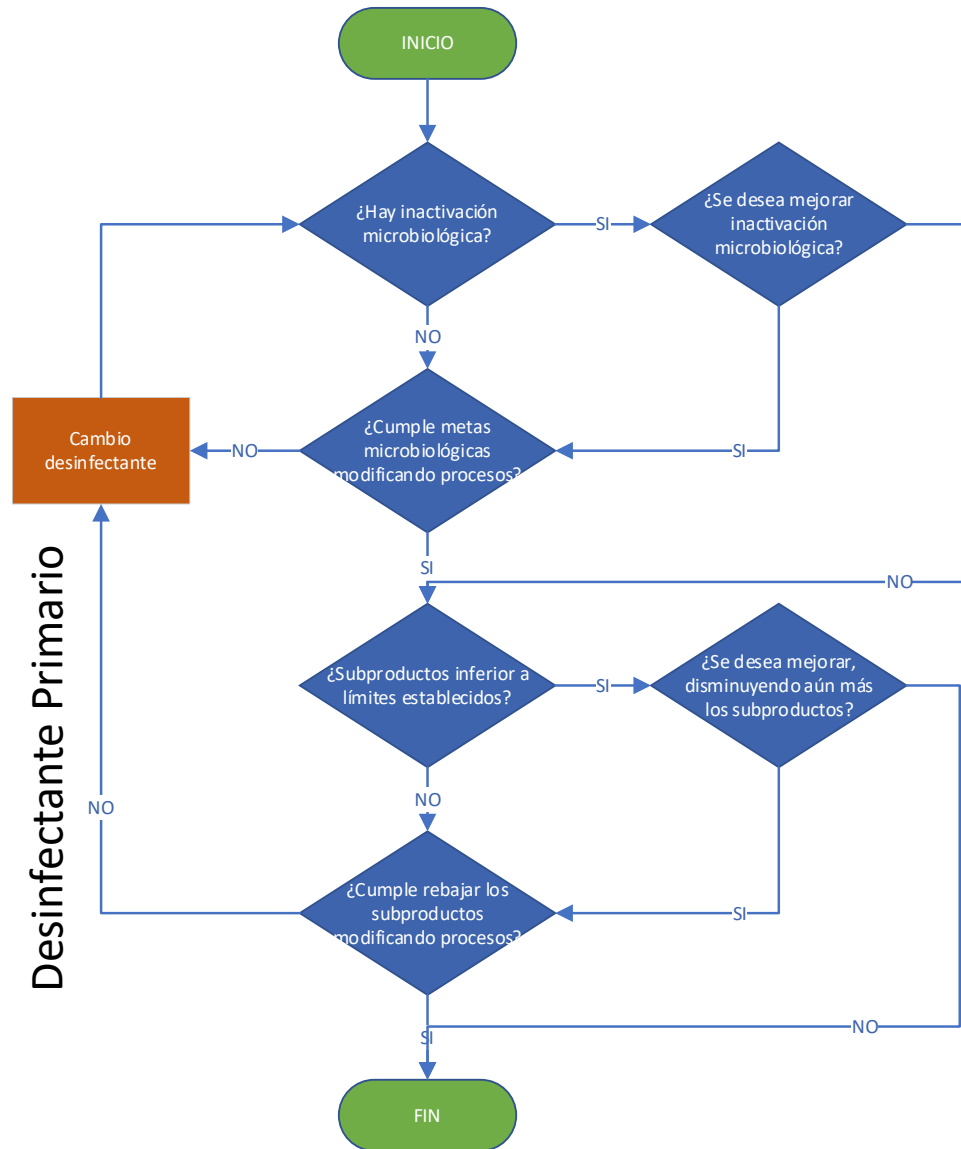 INICIO
¿Hay inactivación
microbiológica?
SI
¿Se desea mejorar
inactivación
microbiológica?
NO
SI
¿Cumple metas
microbiológicas
modificando procesos?
NO
Cambio
desinfectante
SI
NO
Desinfectante Primario
¿Subproductos inferior a
límites establecidos?
SI
¿Se desea mejorar,
disminuyendo aún más
los subproductos?
NO
NO
SI
¿Cumple rebajar los
subproductos
modificando procesos?
SI
NO
FIN